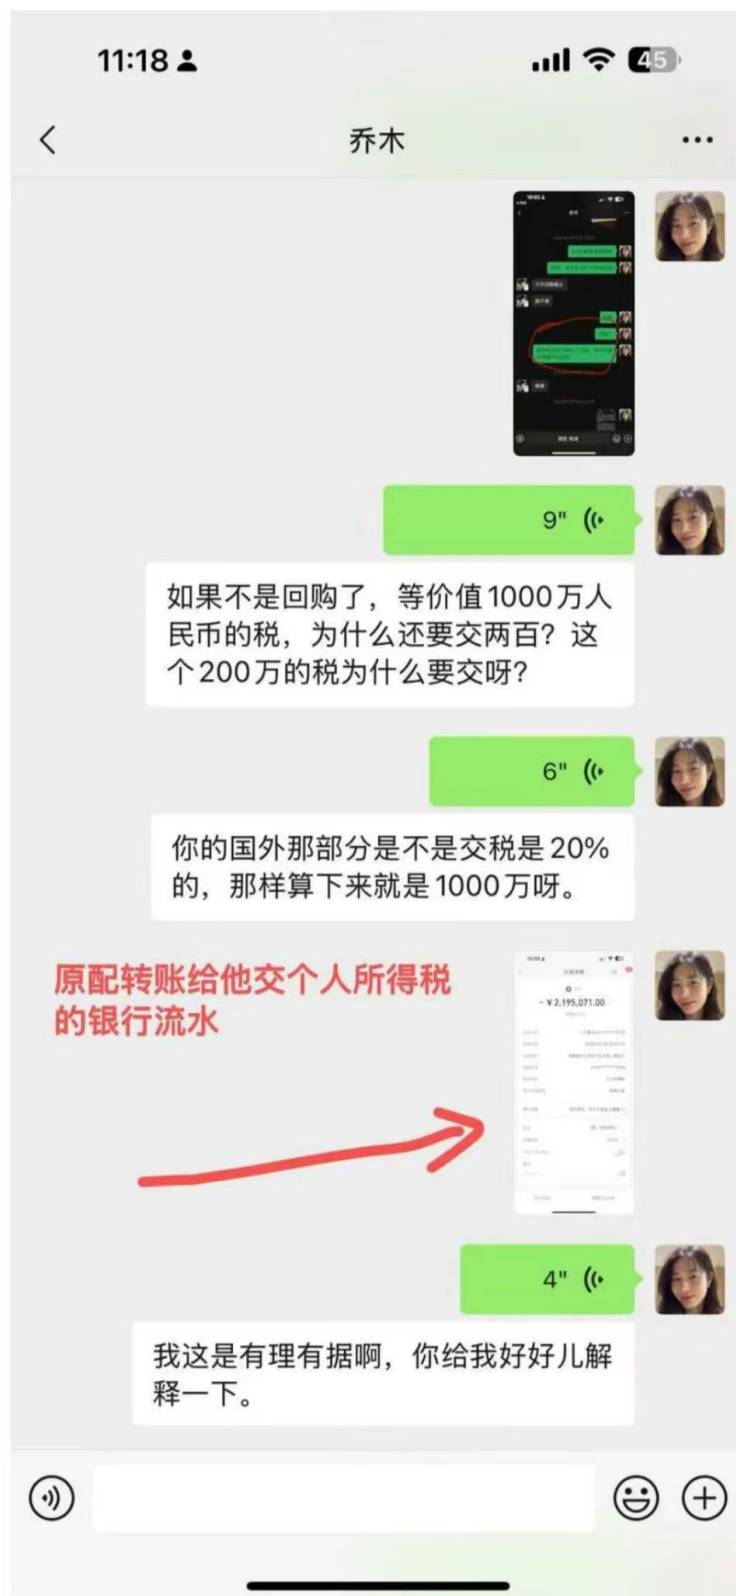 11:18
45
乔木
9"
如果不是回购了，等价值1000万人
民币的税，为什么还要交两百？这
个200万的税为什么要交呀？
6"
你的国外那部分是不是交税是20%
的，那样算下来就是1000万呀。
原配转账给他交个人所得税
的银行流水
- ¥ 2,195,071.00
4"
我这是有理有据啊，你给我好好儿解
释一下。